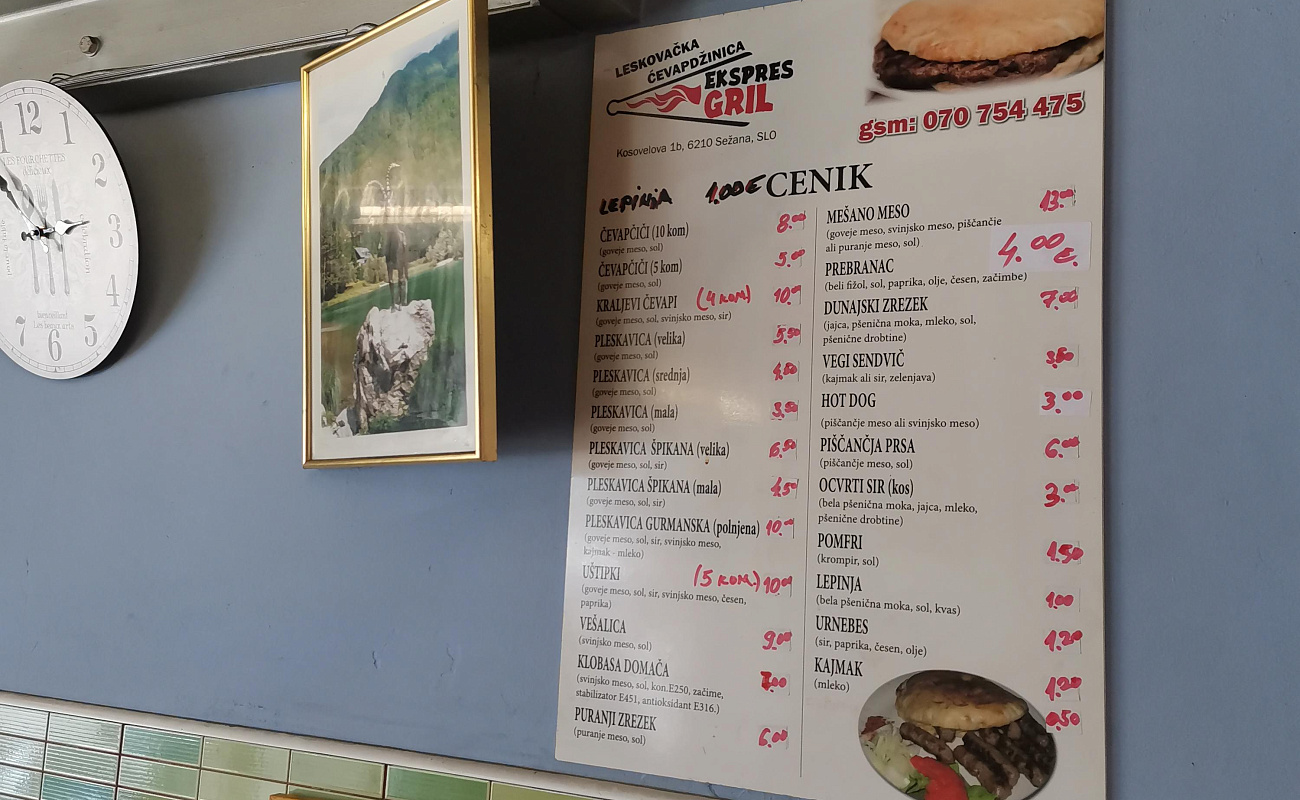 12
1
2
3
4
5
6
7
LES FOURCHETTES
LESKOVAČKA
ČEVAPDŽINICA
EKSPRES
GRIL
Kosovelova 1b, 6210 Sežana, SLO
gsm: 070 754 475
LEPINJA 1.00€ CENIK
ČEVAPČIČI (10 kom) 8.00
(goveje meso, sol)
ČEVAPČIČI (5 kom) 5.00
(goveje meso, sol)
KRALJEVI ČEVAPI (4 KOM) 10.00
(goveje meso, sol, svinjsko meso, sir)
PLESKAVICA (velika) 5.50
(goveje meso, sol)
PLESKAVICA (srednja) 4.50
(goveje meso, sol)
PLESKAVICA (mala) 3.50
(goveje meso, sol)
PLESKAVICA ŠPIKANA (velika) 6.50
(goveje meso, sol, sir)
PLESKAVICA ŠPIKANA (mala) 4.50
(goveje meso, sol, sir)
PLESKAVICA GURMANSKA (polnjena) 10.00
(goveje meso, sol, sir, svinjsko meso,
kajmak - mleko)
UŠTIPKI (5 KOM.) 10.00
(goveje meso, sol, sir, svinjsko meso, česen,
paprika)
VEŠALICA 9.00
(svinjsko meso, sol)
KLOBASA DOMAČA 7.00
(svinjsko meso, sol, kon.E250, začime,
stabilizator E451, antioksidant E316.)
PURANJI ZREZEK 6.00
(puranje meso, sol)
MEŠANO MESO 13.00
(goveje meso, svinjsko meso, piščančje
ali puranje meso, sol)
PREBRANAC 4.00 €.
(beli fižol, sol, paprika, olje, česen, začimbe)
DUNAJSKI ZREZEK 7.00
(jajca, pšenična moka, mleko, sol,
pšenične drobtine)
VEGI SENDVIČ 3.50
(kajmak ali sir, zelenjava)
HOT DOG 3.00
(piščančje meso ali svinjsko meso)
PIŠČANČJA PRSA 6.00
(piščančje meso, sol)
OCVRTI SIR (kos) 3.00
(bela pšenična moka, jajca, mleko,
pšenične drobtine)
POMFRI 1.50
(krompir, sol)
LEPINJA 1.00
(bela pšenična moka, sol, kvas)
URNEBES 1.20
(sir, paprika, česen, olje)
KAJMAK 1.20
(mleko)
0.50